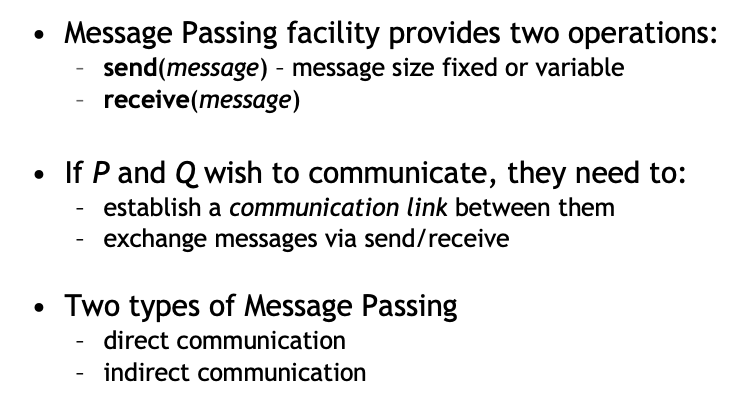 • Message Passing facility provides two operations:
– send(message) – message size fixed or variable
– receive(message)
• If P and Q wish to communicate, they need to:
– establish a communication link between them
– exchange messages via send/receive
• Two types of Message Passing
– direct communication
– indirect communication